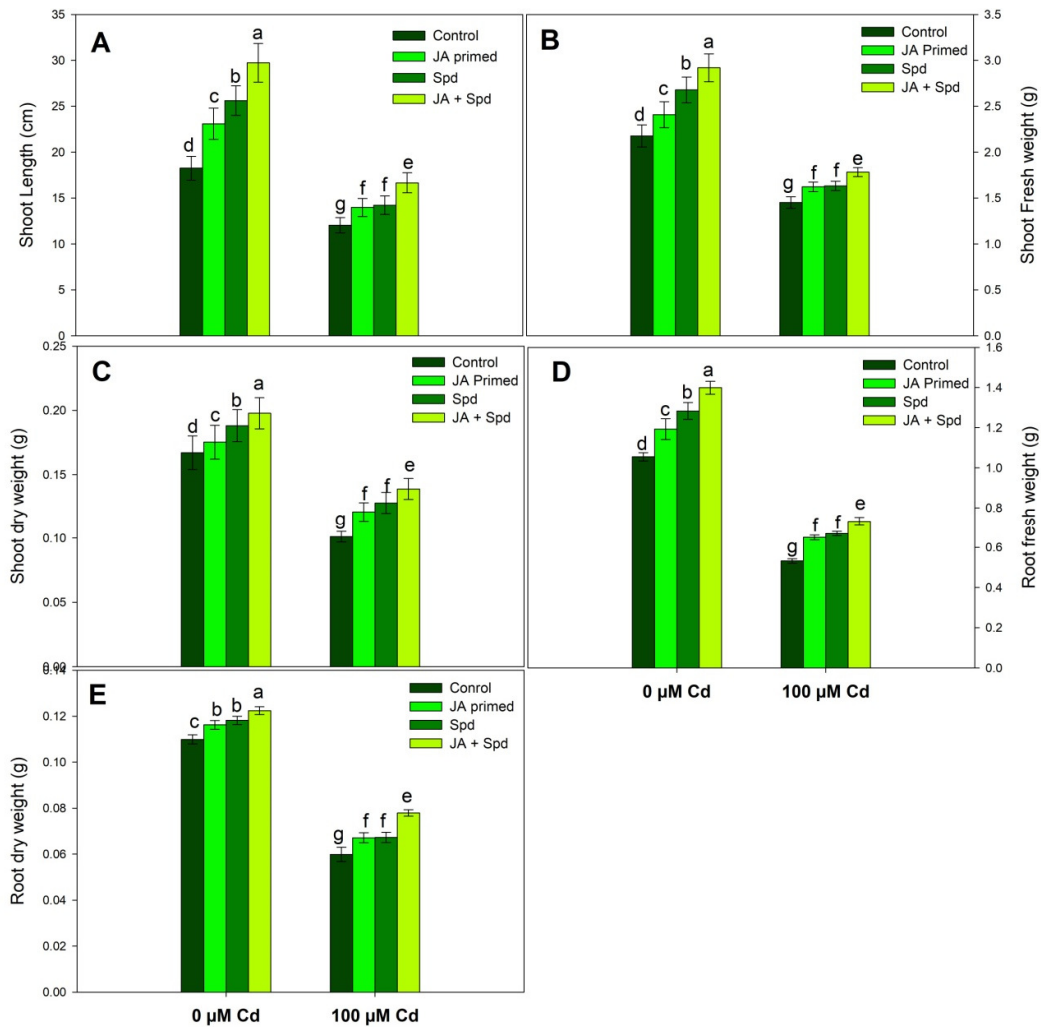 A
Shoot Length (cm)
35
30
25
20
15
10
5
0
Control
JA primed
Spd
JA + Spd
d
c
b
a
g
f
f
e
B
Shoot Fresh weight (g)
3.5
3.0
2.5
2.0
1.5
1.0
0.5
0.0
Control
JA Primed
Spd
JA + Spd
d
c
b
a
g
f
f
e
C
Shoot dry weight (g)
0.25
0.20
0.15
0.10
0.05
0.00
Control
JA Primed
Spd
JA + Spd
d
c
b
a
g
f
f
e
D
Root fresh weight (g)
1.6
1.4
1.2
1.0
0.8
0.6
0.4
0.2
0.0
Control
JA Primed
Spd
JA + Spd
d
c
b
a
g
f
f
e
0 µM Cd
100 µM Cd
E
Root dry weight (g)
0.14
0.12
0.10
0.08
0.06
0.04
0.02
0.00
Conrol
JA primed
Spd
JA + Spd
c
b
b
a
g
f
f
e
0 µM Cd
100 µM Cd